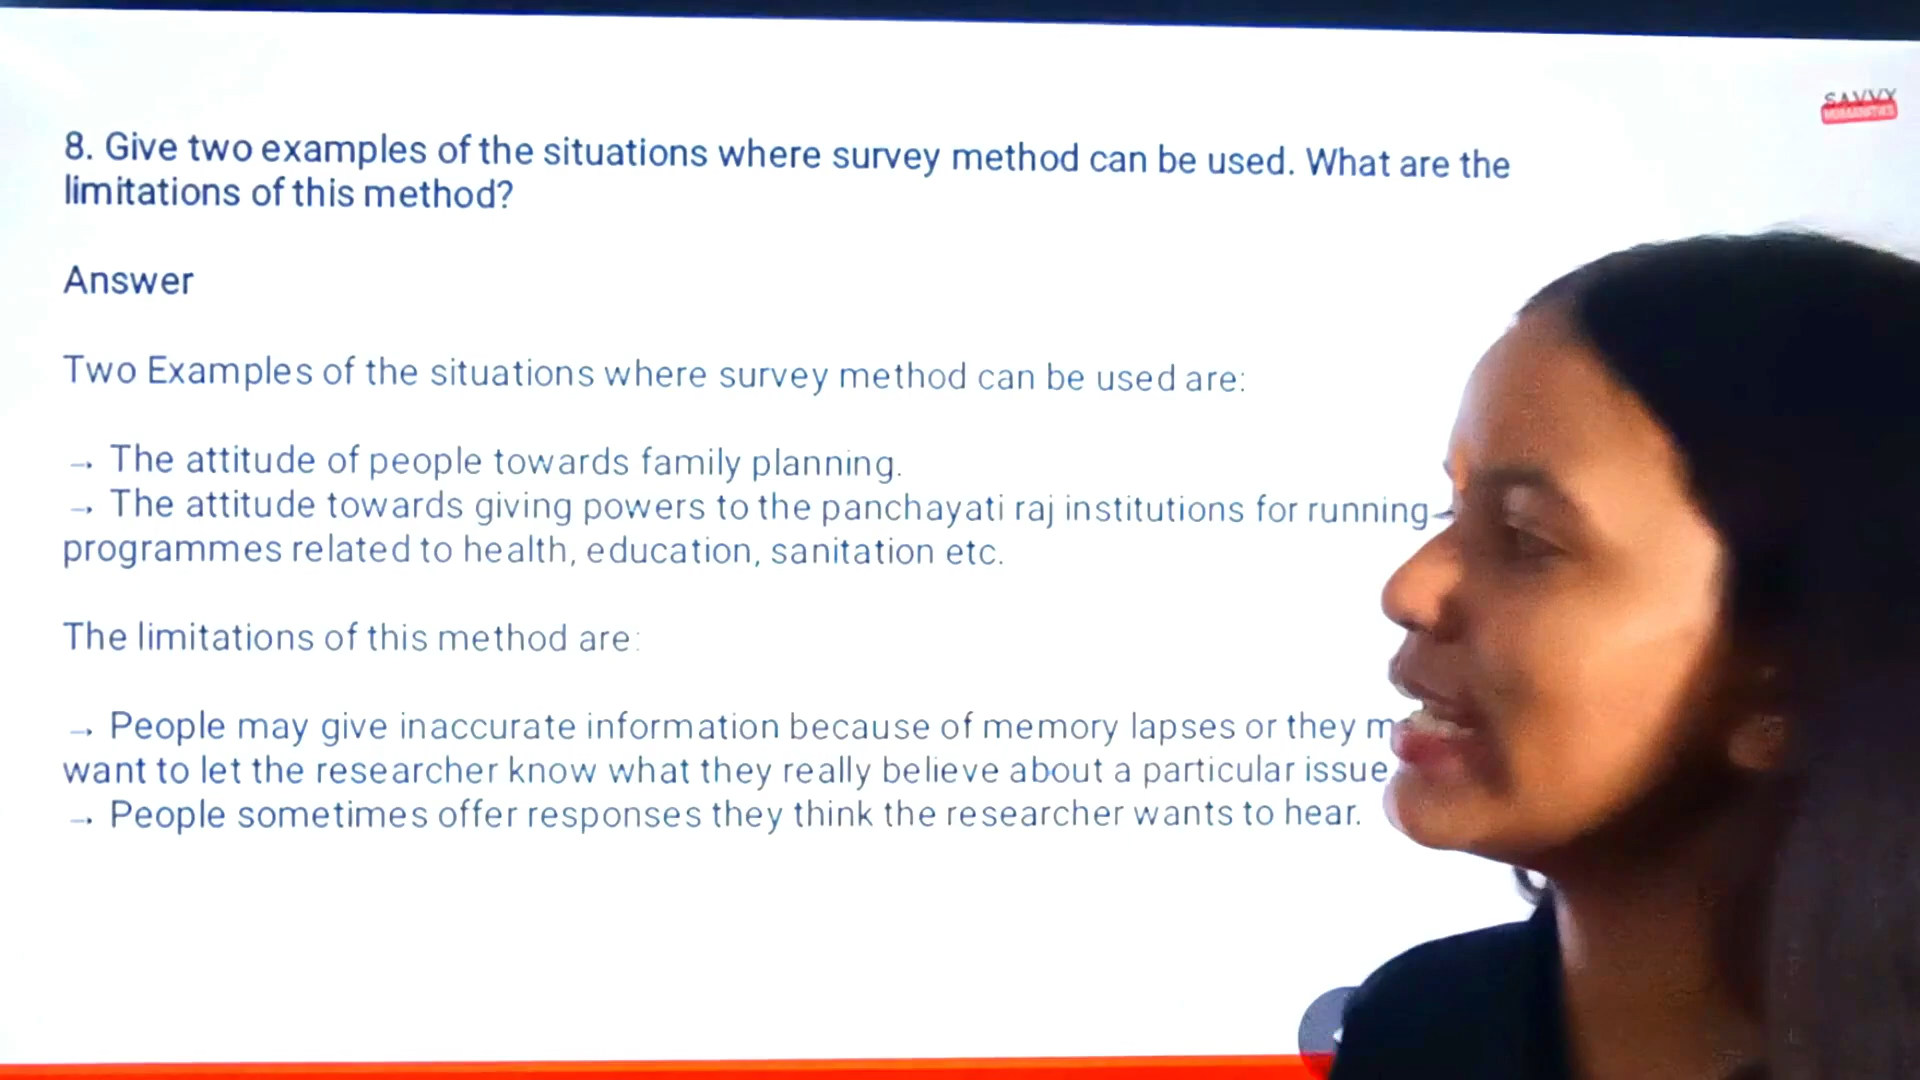 SAVVY
8. Give two examples of the situations where survey method can be used. What are the
limitations of this method?
Answer
Two Examples of the situations where survey method can be used are:
→ The attitude of people towards family planning.
→ The attitude towards giving powers to the panchayati raj institutions for running
programmes related to health, education, sanitation etc.
The limitations of this method are:
→ People may give inaccurate information because of memory lapses or they
want to let the researcher know what they really believe about a particular issue
→ People sometimes offer responses they think the researcher wants to hear.